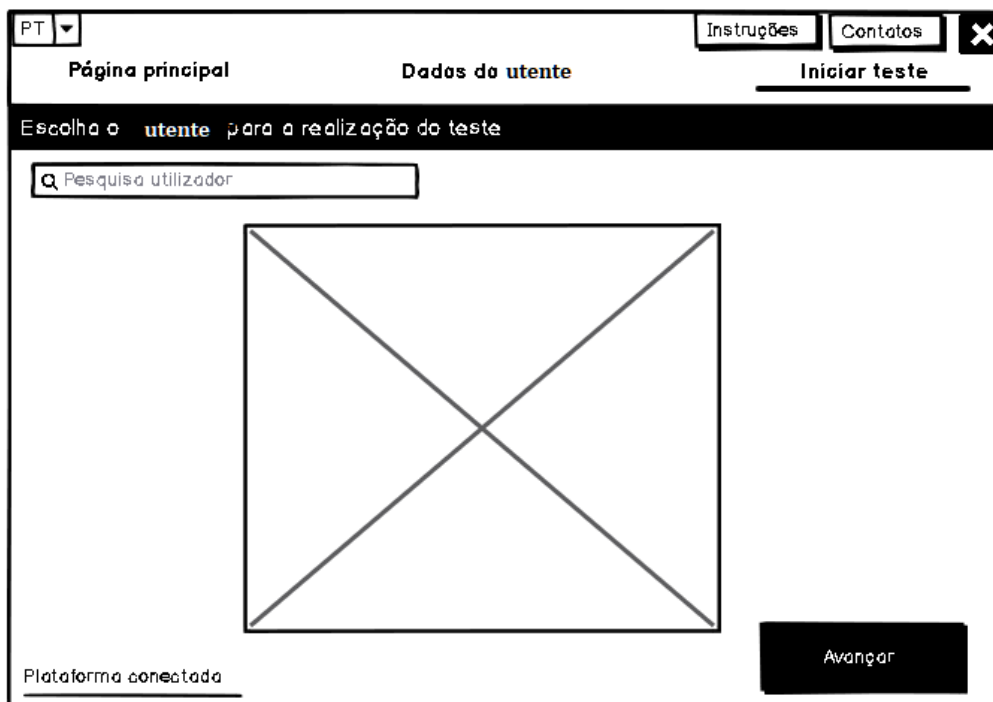 PT
Instruções
Contatos
Página principal
Dados do utente
Iniciar teste
Escolha o utente para a realização do teste
Pesquisa utilizador
Avançar
Plataforma conectada